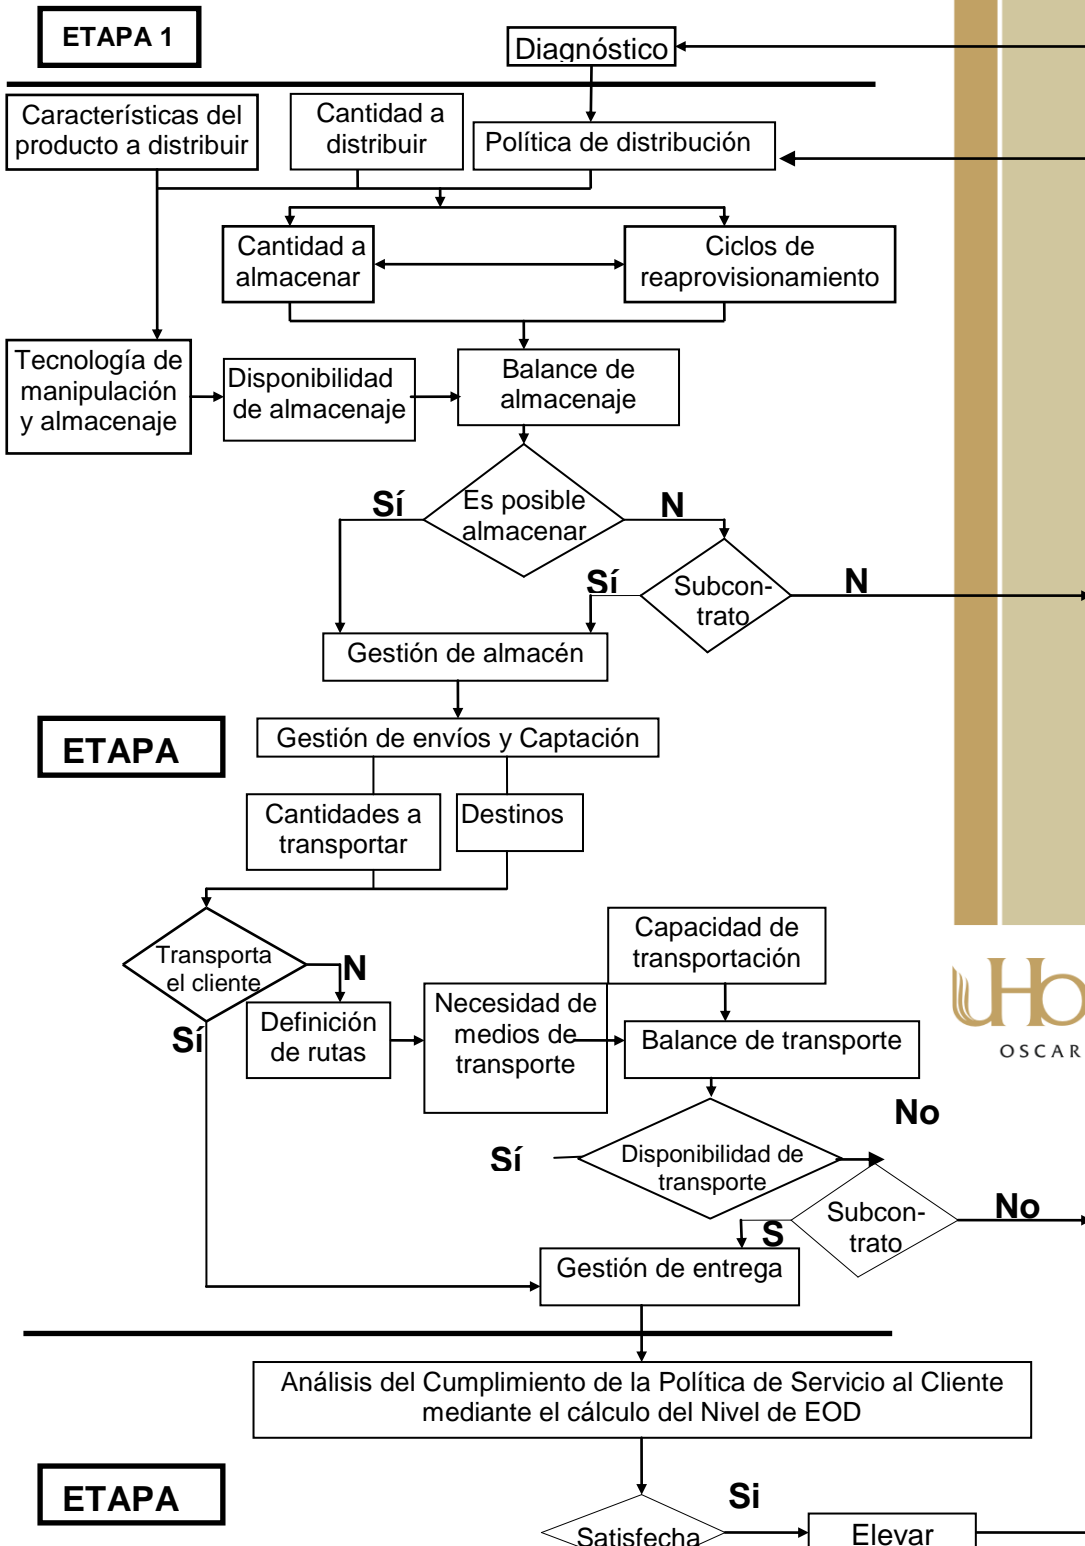 ETAPA 1
Diagnóstico
Características del
producto a distribuir
Cantidad a
distribuir
Política de distribución
Cantidad a
almacenar
Ciclos de
reaprovisionamiento
Tecnología de
manipulación
y almacenaje
Disponibilidad
de almacenaje
Balance de
almacenaje
Sí
Es posible
almacenar
N
Sí
Subcon-
trato
N
Gestión de almacén
ETAPA
Gestión de envíos y Captación
Cantidades a
transportar
Destinos
Transporta
el cliente
N
Sí
Definición
de rutas
Necesidad de
medios de
transporte
Capacidad de
transportación
Balance de transporte
UHo
OSCAR
No
Sí
Disponibilidad de
transporte
S
Subcon-
trato
No
Gestión de entrega
Análisis del Cumplimiento de la Política de Servicio al Cliente
mediante el cálculo del Nivel de EOD
ETAPA
Si
Satisfecha
Elevar